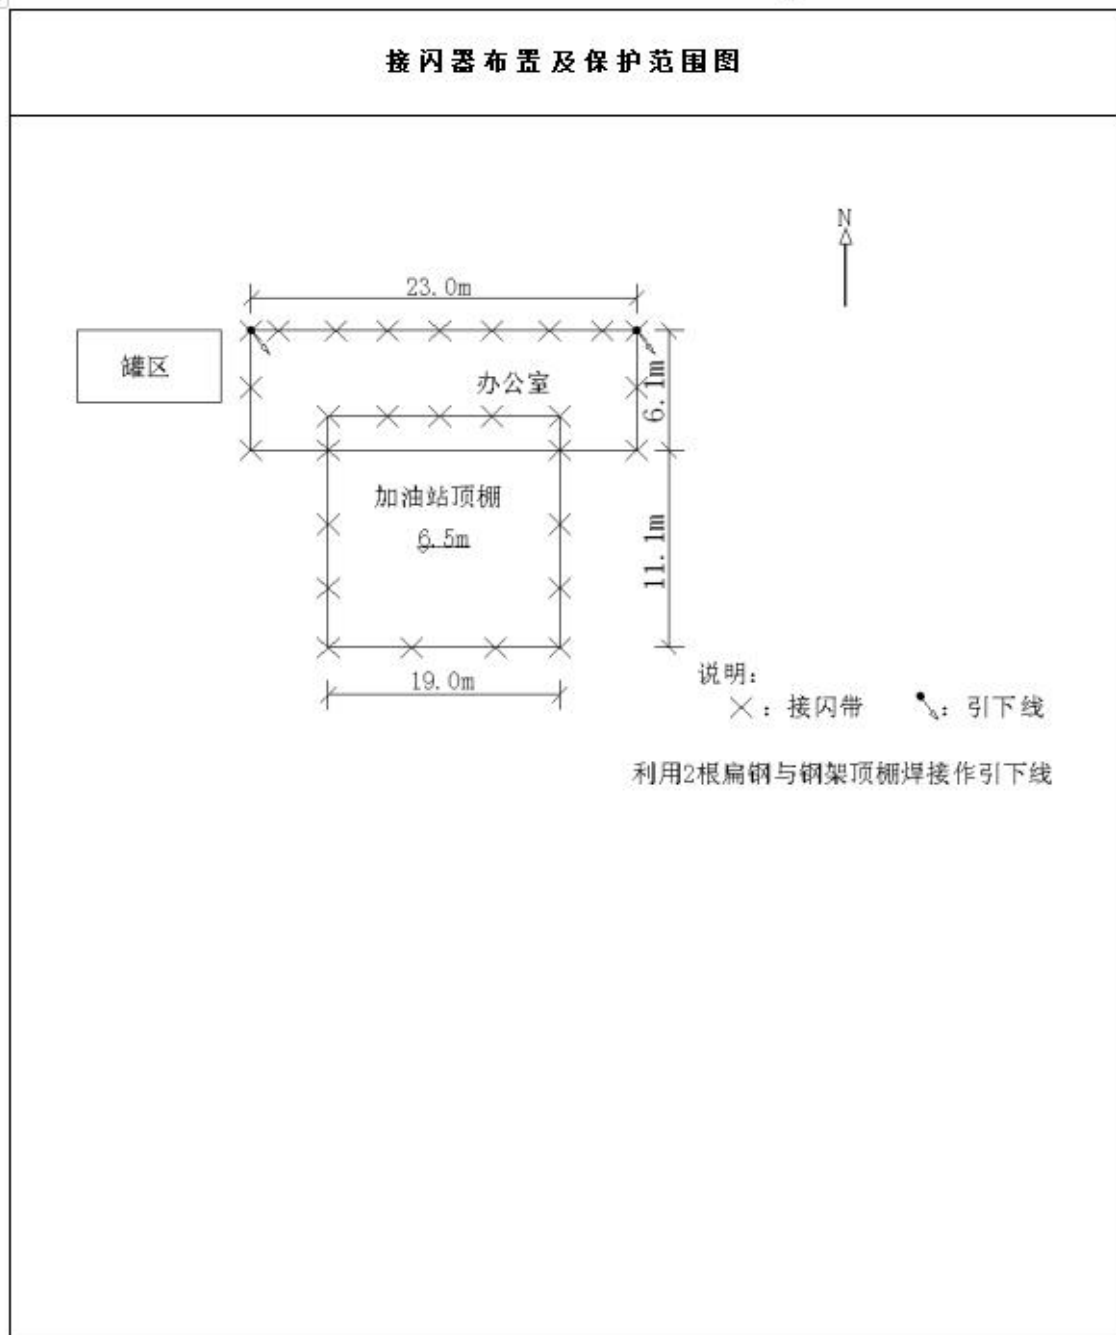 接闪器布置及保护范围图
N
23.0m
罐区
办公室
6.1m
加油站顶棚
6.5m
11.1m
19.0m
说明：
：接闪带 ：引下线
利用2根扁钢与钢架顶棚焊接作引下线